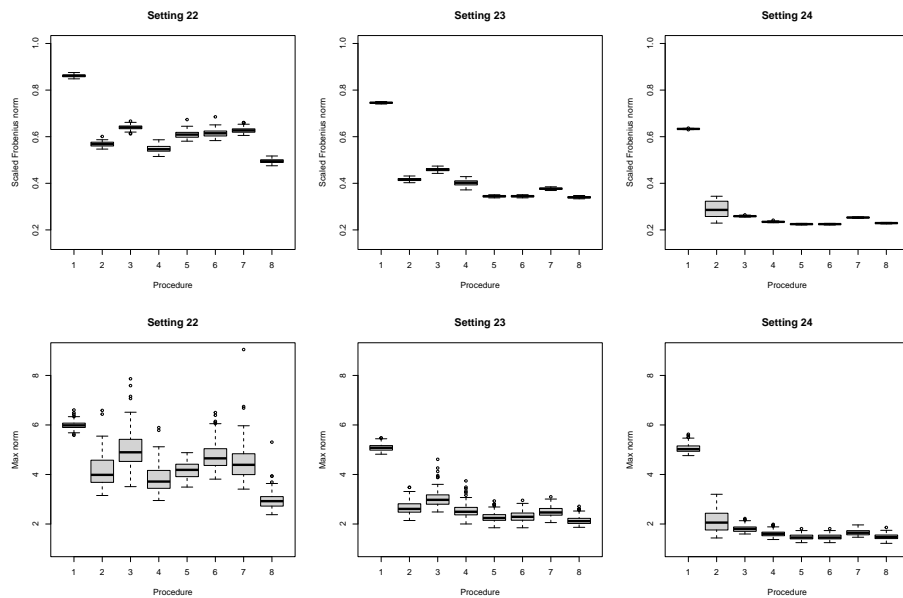 Setting 22
Scaled Frobenius norm
1.0
0.8
0.6
0.4
0.2
1 2 3 4 5 6 7 8
Procedure
Setting 23
Scaled Frobenius norm
1.0
0.8
0.6
0.4
0.2
1 2 3 4 5 6 7 8
Procedure
Setting 24
Scaled Frobenius norm
1.0
0.8
0.6
0.4
0.2
1 2 3 4 5 6 7 8
Procedure
Setting 22
Max norm
8
6
4
2
1 2 3 4 5 6 7 8
Procedure
Setting 23
Max norm
8
6
4
2
1 2 3 4 5 6 7 8
Procedure
Setting 24
Max norm
8
6
4
2
1 2 3 4 5 6 7 8
Procedure